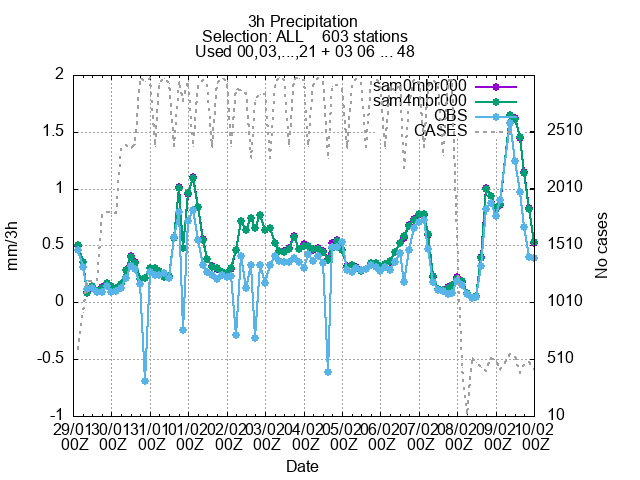 3h Precipitation
Selection: ALL 603 stations
Used 00,03,...,21 + 03 06 ... 48
sam0mbr000
sam4mbr000
OBS
CASES
mm/3h
No cases
2
1.5
1
0.5
0
-0.5
-1
2510
2010
1510
1010
510
10
29/01 30/01 31/01 01/02 02/02 03/02 04/02 05/02 06/02 07/02 08/02 09/02 10/02
00Z 00Z 00Z 00Z 00Z 00Z 00Z 00Z 00Z 00Z 00Z 00Z 00Z
Date